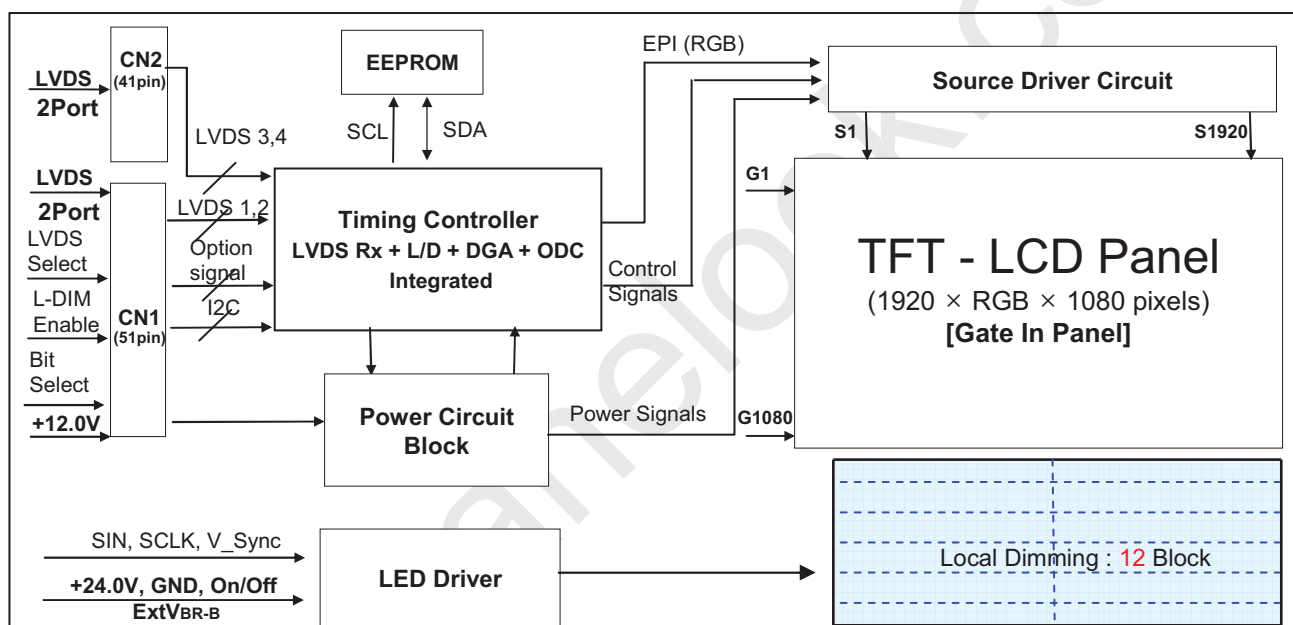 CN2
(41pin)
LVDS
2Port
EEPROM
EPI (RGB)
Source Driver Circuit
SCL
SDA
S1
S1920
LVDS 3,4
LVDS
2Port
LVDS
Select
L-DIM
Enable
Bit
Select
+12.0V
CN1
(51pin)
LVDS 1,2
Option
signal
I2C
Timing Controller
LVDS Rx + L/D + DGA + ODC
Integrated
Control
Signals
G1
TFT - LCD Panel
(1920 × RGB × 1080 pixels)
[Gate In Panel]
G1080
Power Circuit
Block
Power Signals
SIN, SCLK, V_Sync
+24.0V, GND, On/Off
ExtVBR-B
LED Driver
Local Dimming : 12 Block